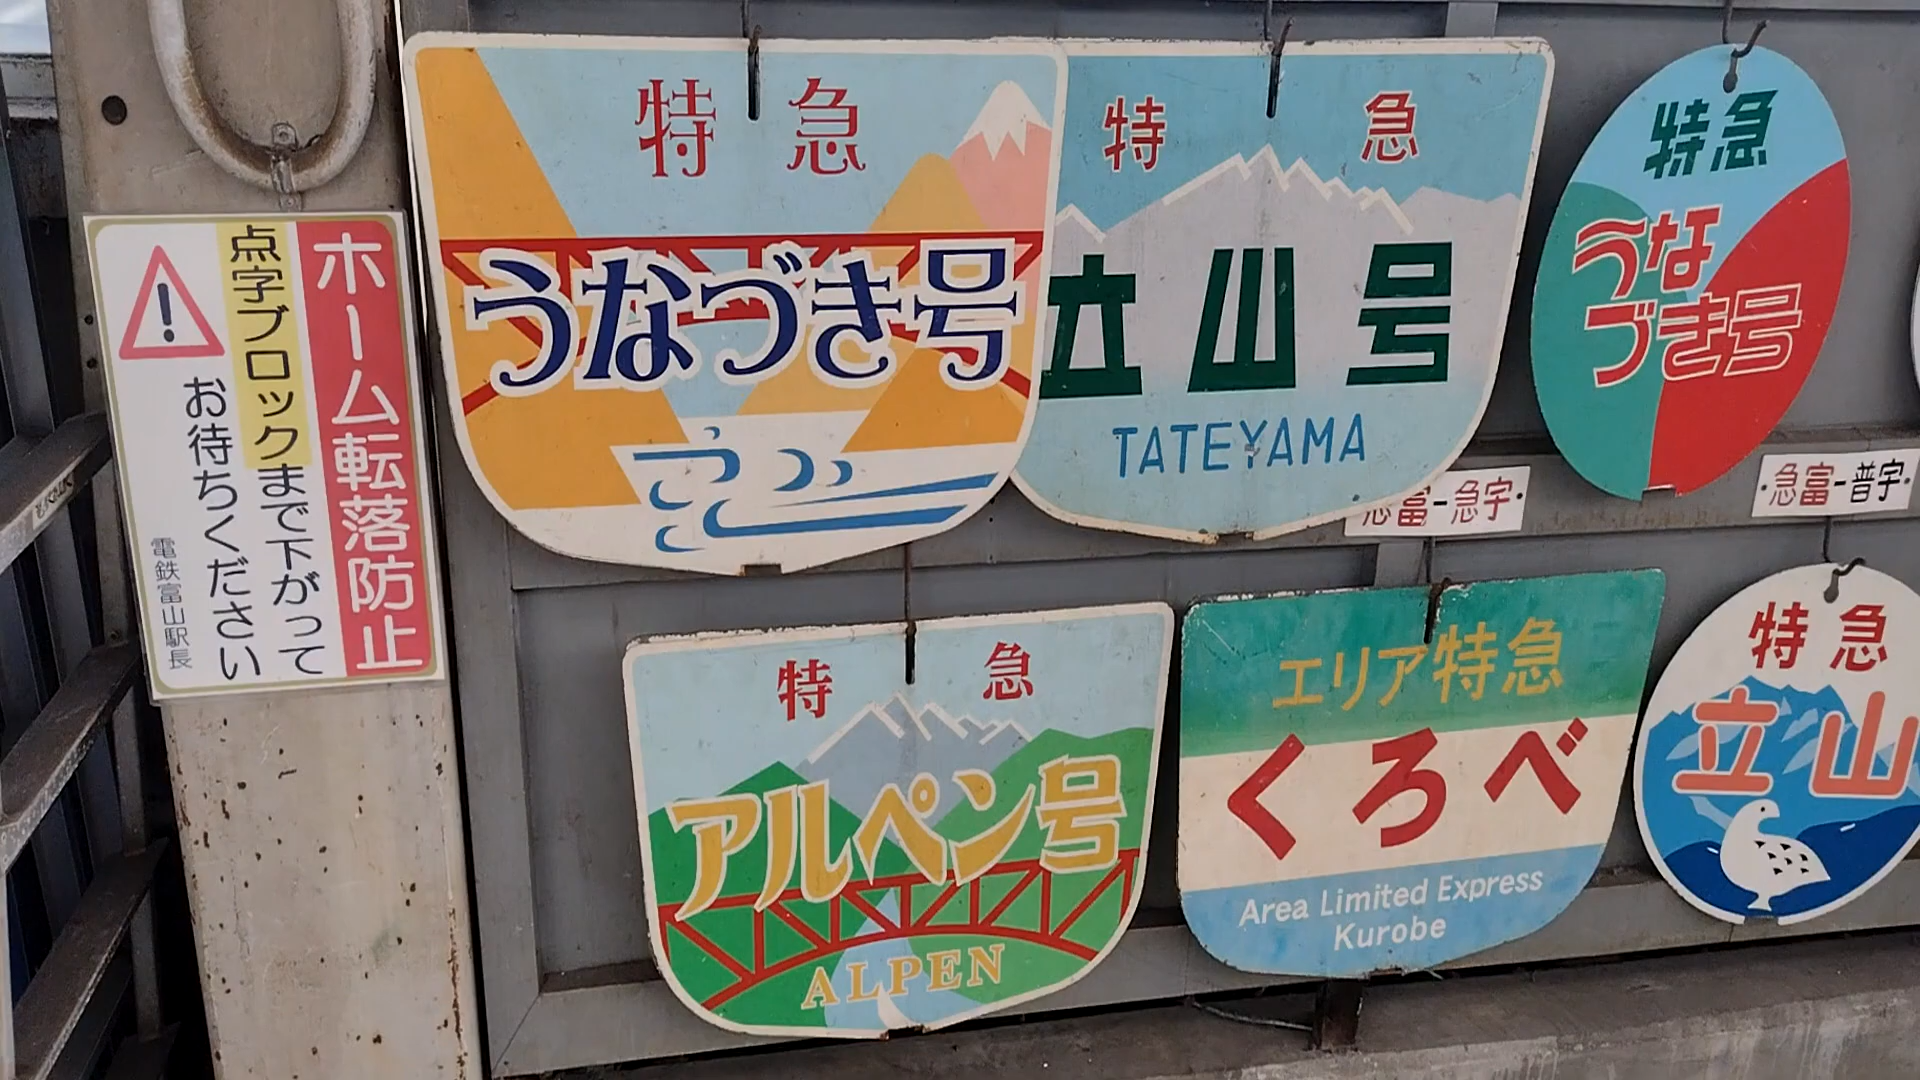 ホーム転落防止
点字ブロックまで下がって
お待ちください
電鉄富山駅長
特急
うなづき号
特急
立山号
TATEYAMA
特急
うな
づき号
急富-急宇・
・急富-普宇・
特急
アルペン号
ALPEN
エリア特急
くろべ
Area Limited Express
Kurobe
特急
立山